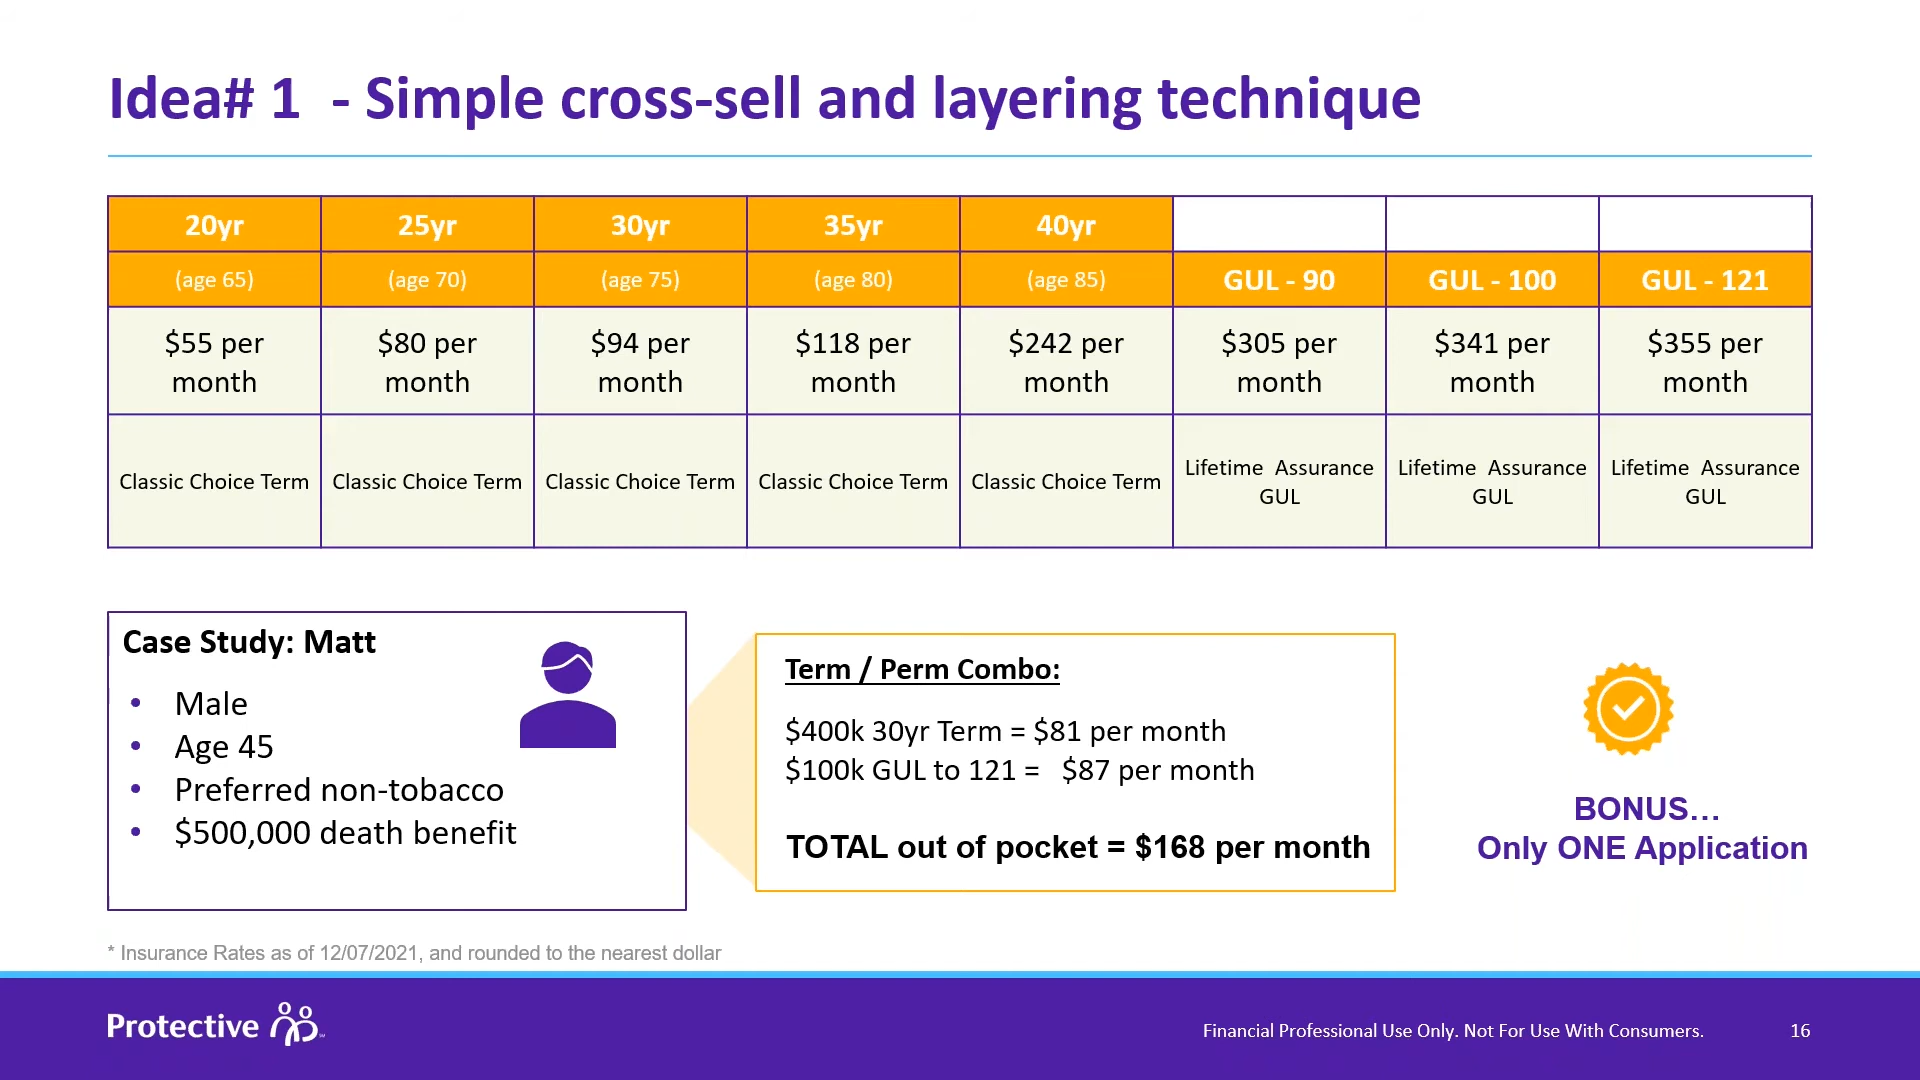 Idea# 1 - Simple cross-sell and layering technique
20yr 25yr 30yr 35yr 40yr
(age 65) (age 70) (age 75) (age 80) (age 85) GUL - 90 GUL - 100 GUL - 121
$55 per month $80 per month $94 per month $118 per month $242 per month $305 per month $341 per month $355 per month
Classic Choice Term Classic Choice Term Classic Choice Term Classic Choice Term Classic Choice Term Lifetime Assurance GUL Lifetime Assurance GUL Lifetime Assurance GUL
Case Study: Matt
• Male
• Age 45
• Preferred non-tobacco
• $500,000 death benefit
Term / Perm Combo:
$400k 30yr Term = $81 per month
$100k GUL to 121 = $87 per month
TOTAL out of pocket = $168 per month
BONUS…
Only ONE Application
* Insurance Rates as of 12/07/2021, and rounded to the nearest dollar
Protective
Financial Professional Use Only. Not For Use With Consumers.
16